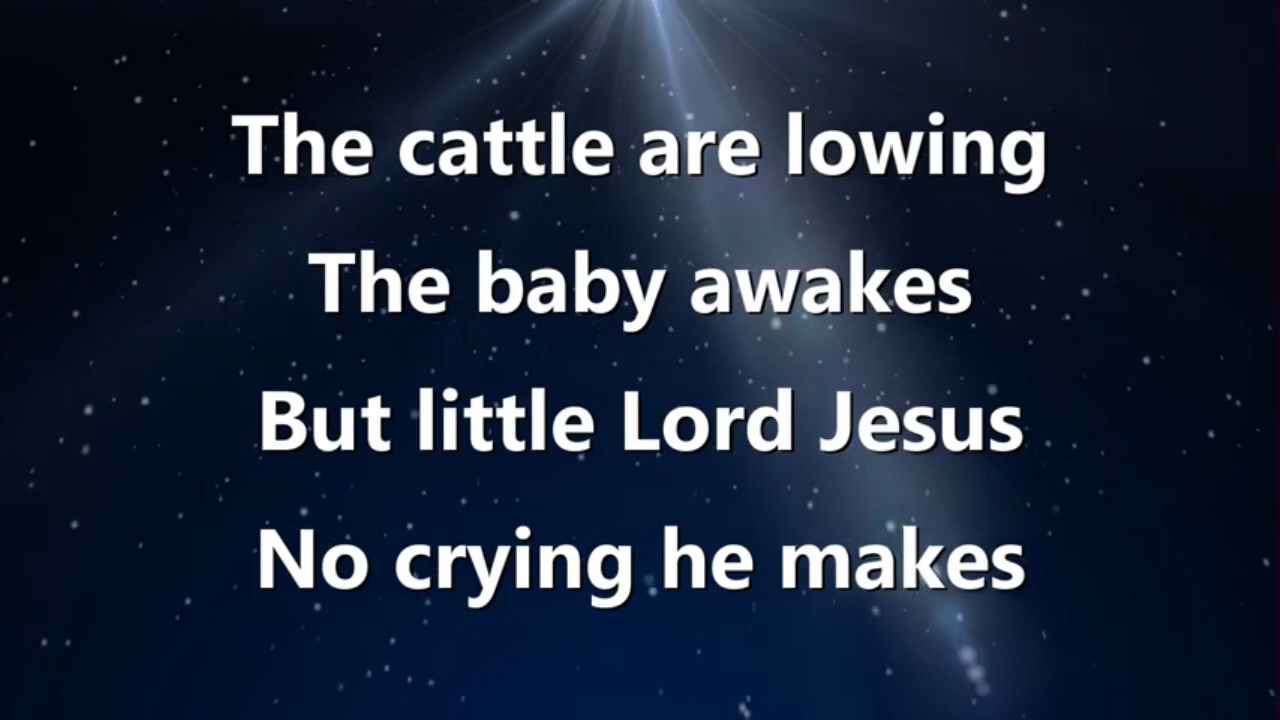 The cattle are lowing
The baby awakes
But little Lord Jesus
No crying he makes